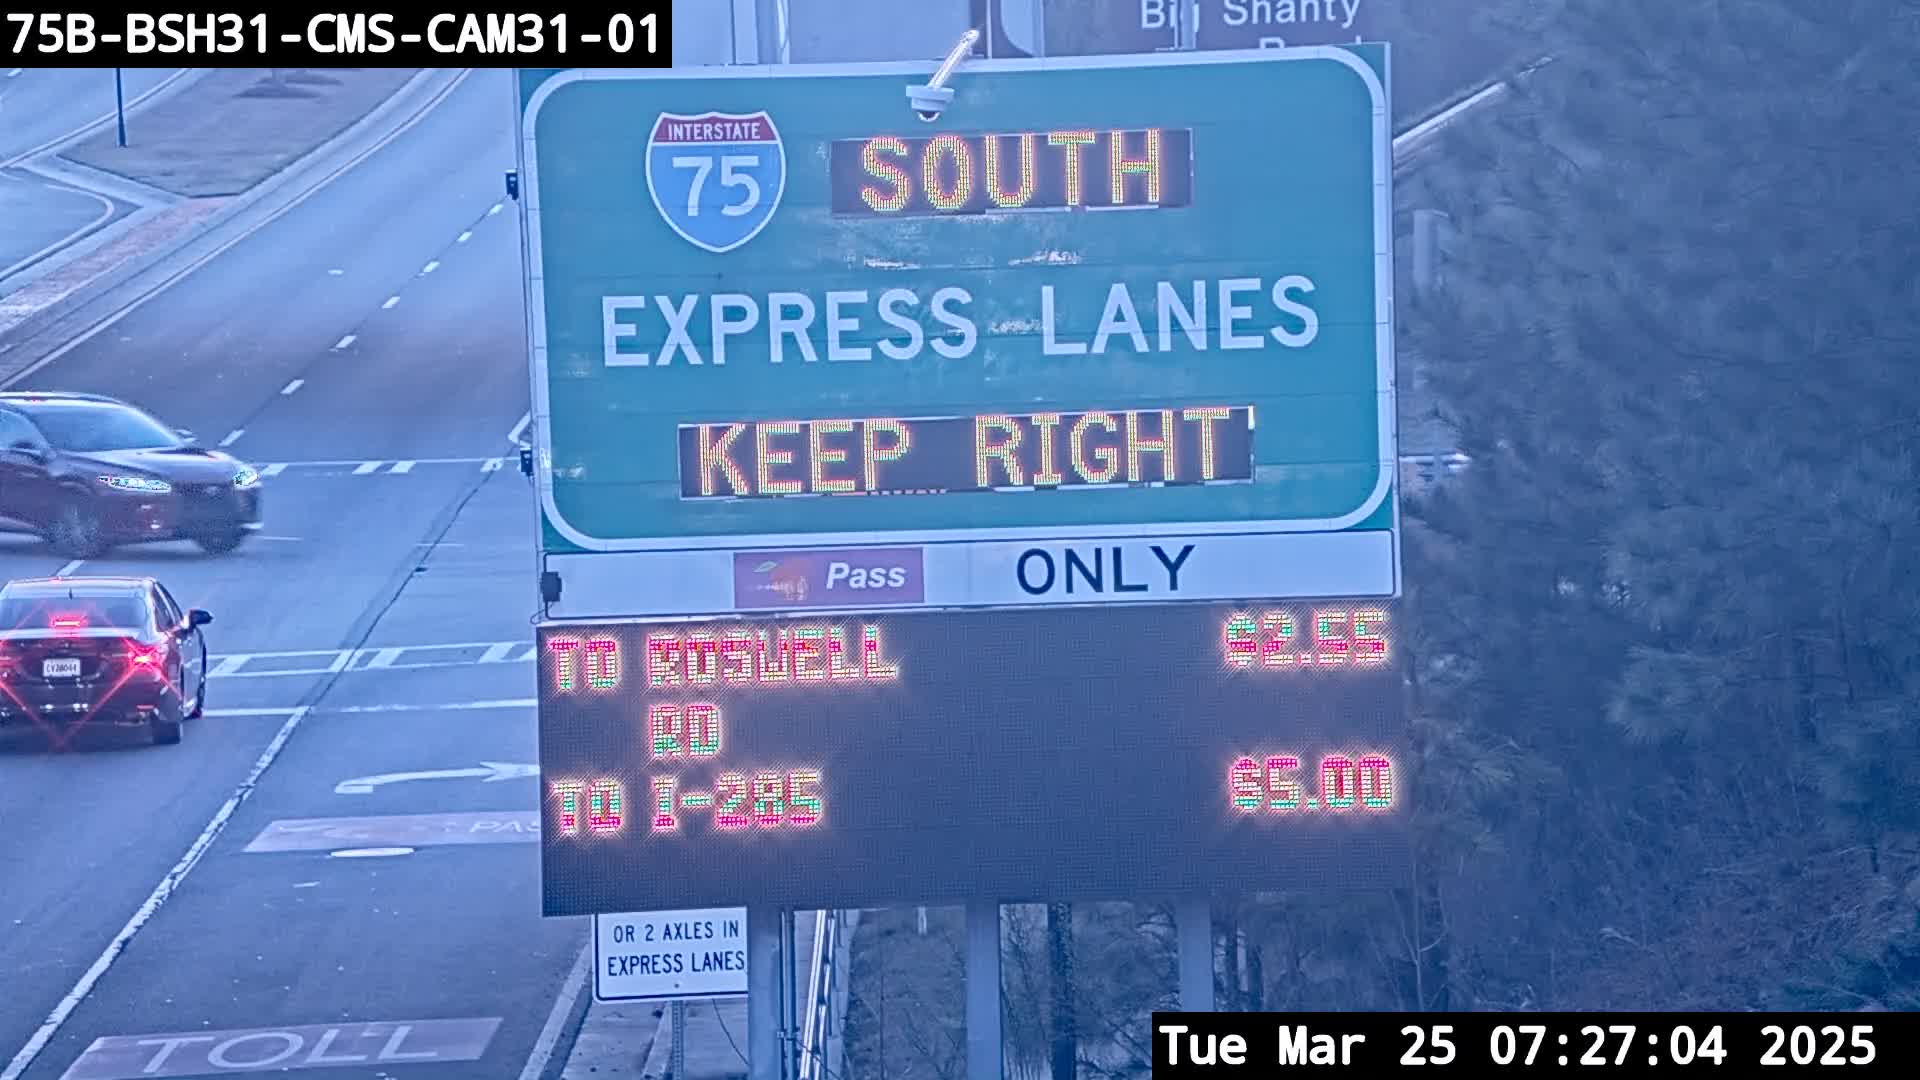 75B-BSH31-CMS-CAM31-01
Big Shanty
INTERSTATE
75
SOUTH
EXPRESS LANES
KEEP RIGHT
Pass ONLY
TO ROSWELL $2.55
RD
TO I-285 $5.00
OR 2 AXLES IN
EXPRESS LANES
TOLL
Tue Mar 25 07:27:04 2025